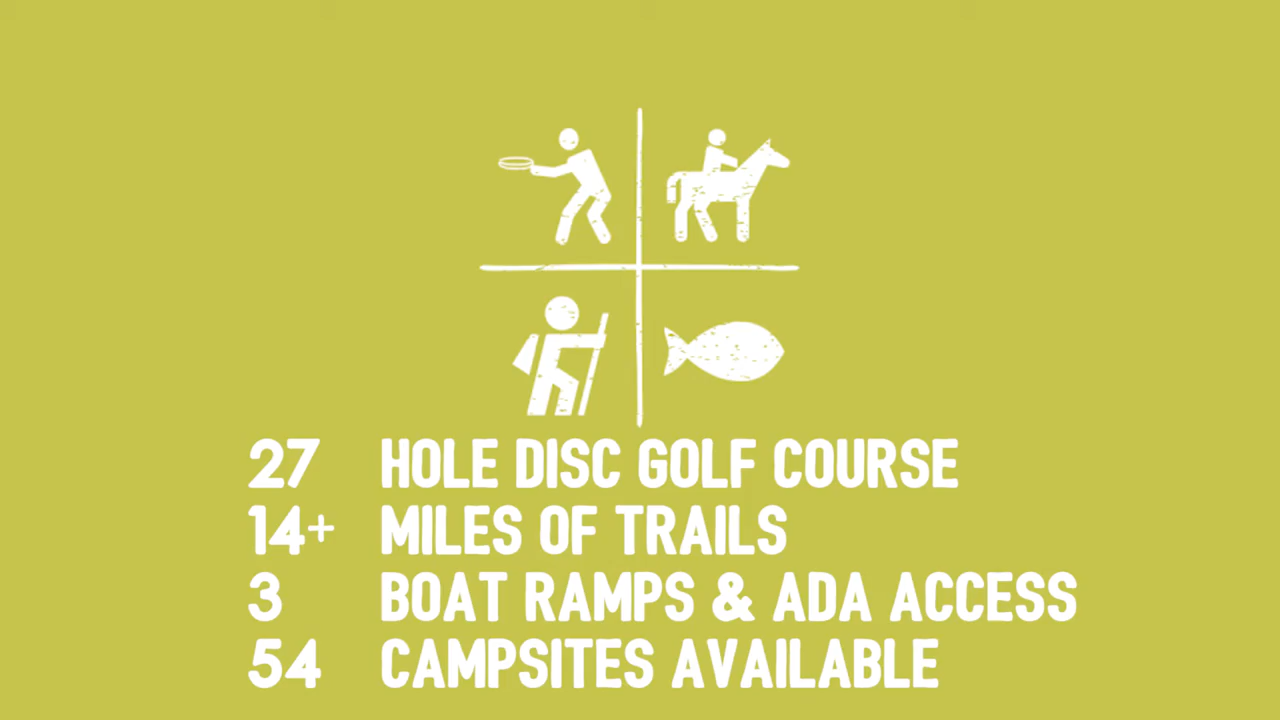 27 HOLE DISC GOLF COURSE
14+ MILES OF TRAILS
3 BOAT RAMPS & ADA ACCESS
54 CAMPSITES AVAILABLE